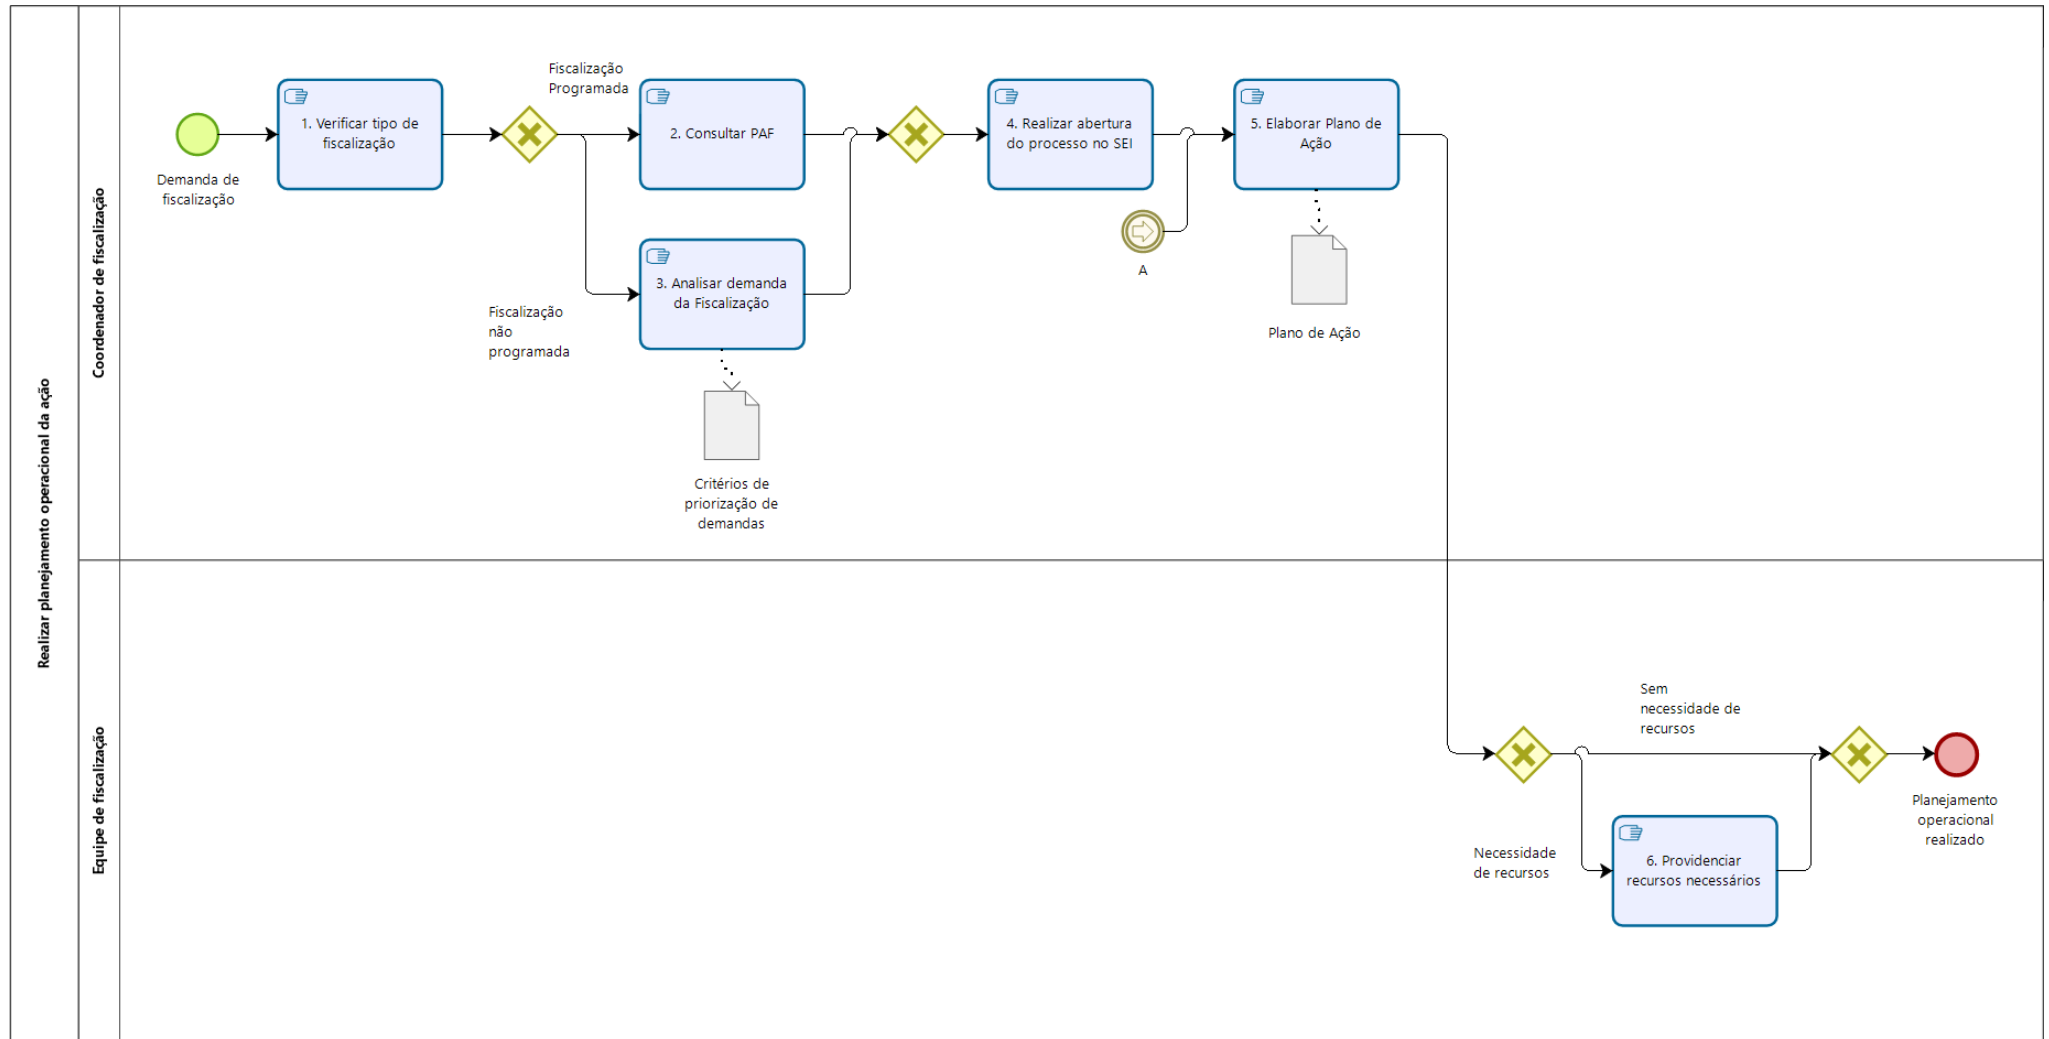 Realizar planejamento operacional da ação
Coordenador de fiscalização
Demanda de
fiscalização
1. Verificar tipo de
fiscalização
Fiscalização
Programada
2. Consultar PAF
Fiscalização
não
programada
3. Analisar demanda
da Fiscalização
Critérios de
priorização de
demandas
4. Realizar abertura
do processo no SEI
A
5. Elaborar Plano de
Ação
Plano de Ação
Equipe de fiscalização
Sem
necessidade de
recursos
Necessidade
de recursos
6. Providenciar
recursos necessários
Planejamento
operacional
realizado